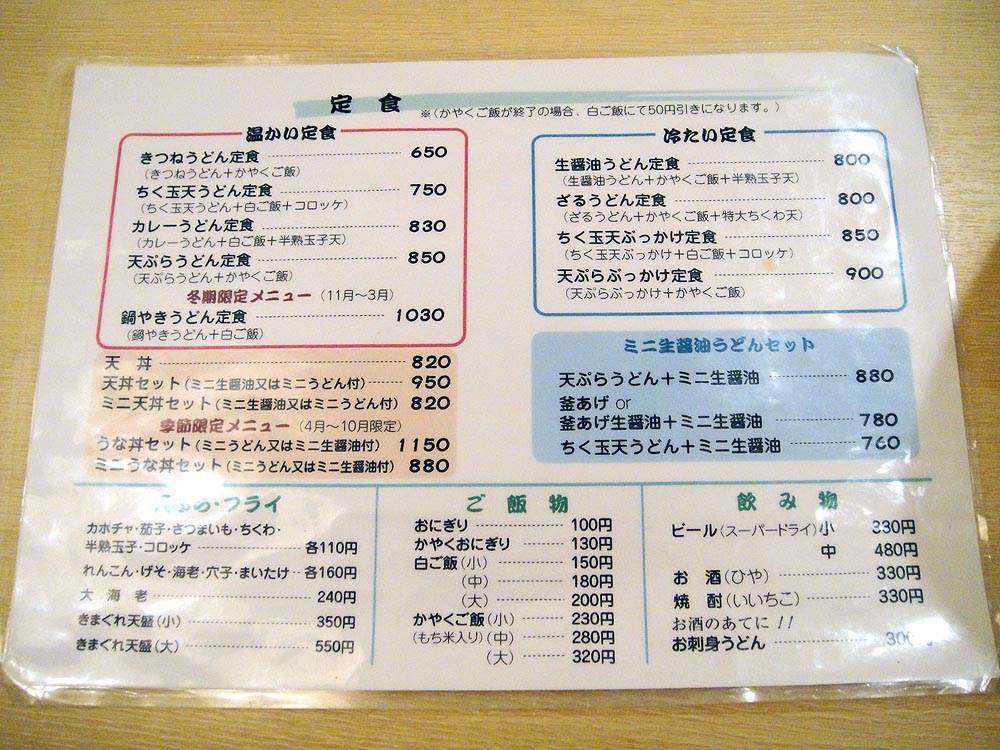 定食 ※(かやくご飯が終了の場合、白ご飯にて50円引きになります。)
温かい定食
きつねうどん定食 650
(きつねうどん+かやくご飯)
ちく玉天うどん定食 750
(ちく玉天うどん+白ご飯+コロッケ)
カレーうどん定食 830
(カレーうどん+白ご飯+半熟玉子天)
天ぷらうどん定食 850
(天ぷらうどん+かやくご飯)
冬期限定メニュー (11月〜3月)
鍋やきうどん定食 1030
(鍋やきうどん+白ご飯)
天丼 820
天丼セット(ミニ生醤油又はミニうどん付) 950
ミニ天丼セット(ミニ生醤油又はミニうどん付) 820
季節限定メニュー (4月〜10月限定)
うな丼セット(ミニうどん又はミニ生醤油付) 1150
ミニうな丼セット(ミニうどん又はミニ生醤油付) 880
冷たい定食
生醤油うどん定食 800
(生醤油うどん+かやくご飯+半熟玉子天)
ざるうどん定食 800
(ざるうどん+かやくご飯+特大ちくわ天)
ちく玉天ぶっかけ定食 850
(ちく玉天ぶっかけ+白ご飯+コロッケ)
天ぷらぶっかけ定食 900
(天ぷらぶっかけ+かやくご飯)
ミニ生醤油うどんセット
天ぷらうどん+ミニ生醤油 880
釜あげ or
釜あげ生醤油+ミニ生醤油 780
ちく玉天うどん+ミニ生醤油 760
天ぷら・フライ
カボチャ・茄子・さつまいも・ちくわ・
半熟玉子・コロッケ 各110円
れんこん・げそ・海老・穴子・まいたけ 各160円
大海老 240円
きまぐれ天盛(小) 350円
きまぐれ天盛(大) 550円
ご飯物
おにぎり 100円
かやくおにぎり 130円
白ご飯(小) 150円
(中) 180円
(大) 200円
かやくご飯(小) 230円
(もち米入り)(中) 280円
(大) 320円
飲み物
ビール(スーパードライ)小 330円
中 480円
お酒(ひや) 330円
焼酎(いいちこ) 330円
お酒のあてに!!
お刺身うどん 300円